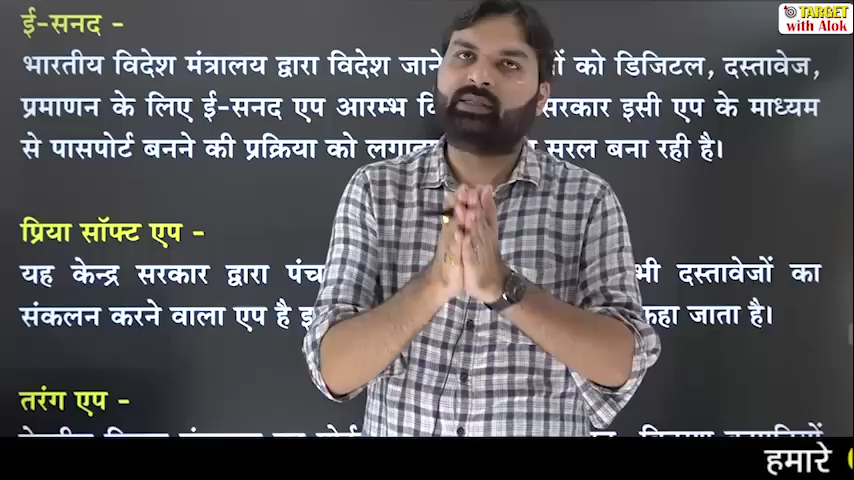 TARGET
with Alok
ई-सनद -
भारतीय विदेश मंत्रालय द्वारा विदेश जाने को डिजिटल, दस्तावेज,
प्रमाणन के लिए ई-सनद एप आरम्भ सरकार इसी एप के माध्यम
से पासपोर्ट बनने की प्रक्रिया को सरल बना रही है।
प्रिया सॉफ्ट एप -
यह केन्द्र सरकार द्वारा भी दस्तावेजों का
संकलन करने वाला एप है कहा जाता है।
तरंग एप -
हमारे